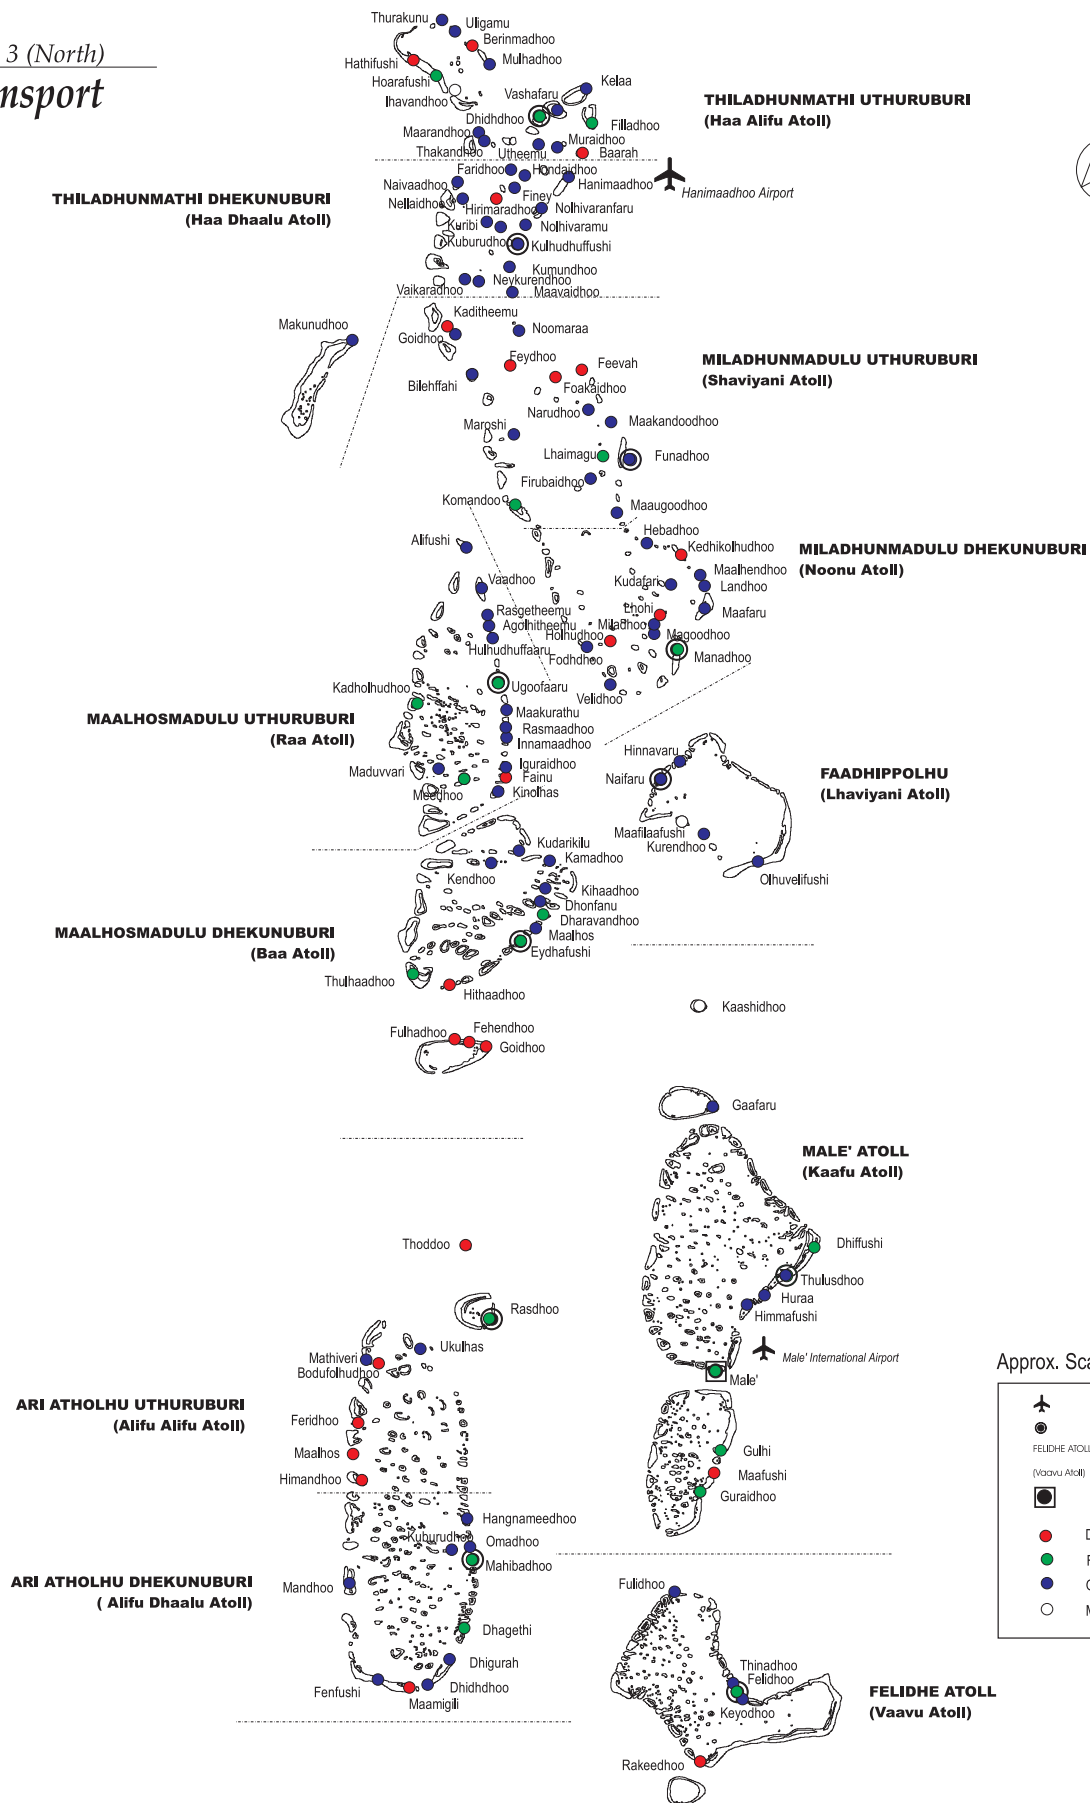 3 (North)
nsport
Thurakunu
Uligamu
Berinmadhoo
Hathifushi
Mulhadhoo
Hoarafushi
Ihavandhoo
Kelaa
Vashafaru
THILADHUNMATHI UTHURUBURI
(Haa Alifu Atoll)
Dhidhdhoo
Filladhoo
Maarandhoo
Muraidhoo
Thakandhoo
Utheemu
Baarah
Faridhoo
Hondaidhoo
Hanimaadhoo
Hanimaadhoo Airport
Naivaadhoo
Finey
THILADHUNMATHI DHEKUNUBURI
(Haa Dhaalu Atoll)
Nellaidhoo
Hirimaradhoo
Nolhivaranfaru
Kuribi
Nolhivaramu
Kuburudhoo
Kulhudhuffushi
Kumundhoo
Neykurendhoo
Vaikaradhoo
Maavaidhoo
Kaditheemu
Makunudhoo
Noomaraa
Goidhoo
Feydhoo
Feevah
MILADHUNMADULU UTHURUBURI
(Shaviyani Atoll)
Bilehffahi
Foakaidhoo
Narudhoo
Maakandoodhoo
Maroshi
Lhaimagu
Funadhoo
Firubaidhoo
Komandoo
Maaugoodhoo
Hebadhoo
Alifushi
Kedhikolhudhoo
MILADHUNMADULU DHEKUNUBURI
(Noonu Atoll)
Maalhendhoo
Vaadhoo
Kudafari
Landhoo
Rasgetheemu
Lhohi
Maafaru
Agolhitheemu
Miladhoo
Holhudhoo
Magoodhoo
Hulhudhuffaaru
Fodhdhoo
Manadhoo
Kadholhudhoo
Ugoofaaru
Velidhoo
MAALHOSMADULU UTHURUBURI
(Raa Atoll)
Maakurathu
Rasmaadhoo
Innamaadhoo
Hinnavaru
Iguraidhoo
Maduvvari
Fainu
Naifaru
FAADHIPPOLHU
(Lhaviyani Atoll)
Meedhoo
Kinolhas
Maafilaafushi
Kurendhoo
Kudarikilu
Kamadhoo
Kendhoo
Olhuvelifushi
Kihaadhoo
Dhonfanu
Dharavandhoo
MAALHOSMADULU DHEKUNUBURI
(Baa Atoll)
Maalhos
Eydhafushi
Thulhaadhoo
Hithaadhoo
Kaashidhoo
Fulhadhoo
Fehendhoo
Goidhoo
Gaafaru
MALE' ATOLL
(Kaafu Atoll)
Thoddoo
Dhiffushi
Thulusdhoo
Huraa
Rasdhoo
Himmafushi
Ukulhas
Mathiveri
Bodufolhudhoo
Male' International Airport
Approx. Sca
Male'
ARI ATHOLHU UTHURUBURI
(Alifu Alifu Atoll)
Feridhoo
Maalhos
Gulhi
FELIDHE ATOLL
Himandhoo
Maafushi
(Vaavu Atoll)
Guraidhoo
Hangnameedhoo
Kuburudhoo
Omadhoo
Mahibadhoo
ARI ATHOLHU DHEKUNUBURI
( Alifu Dhaalu Atoll)
Mandhoo
Fulidhoo
Dhagethi
Dhigurah
Thinadhoo
Fenfushi
Dhidhdhoo
Felidhoo
Maamigili
Keyodhoo
FELIDHE ATOLL
(Vaavu Atoll)
Rakeedhoo